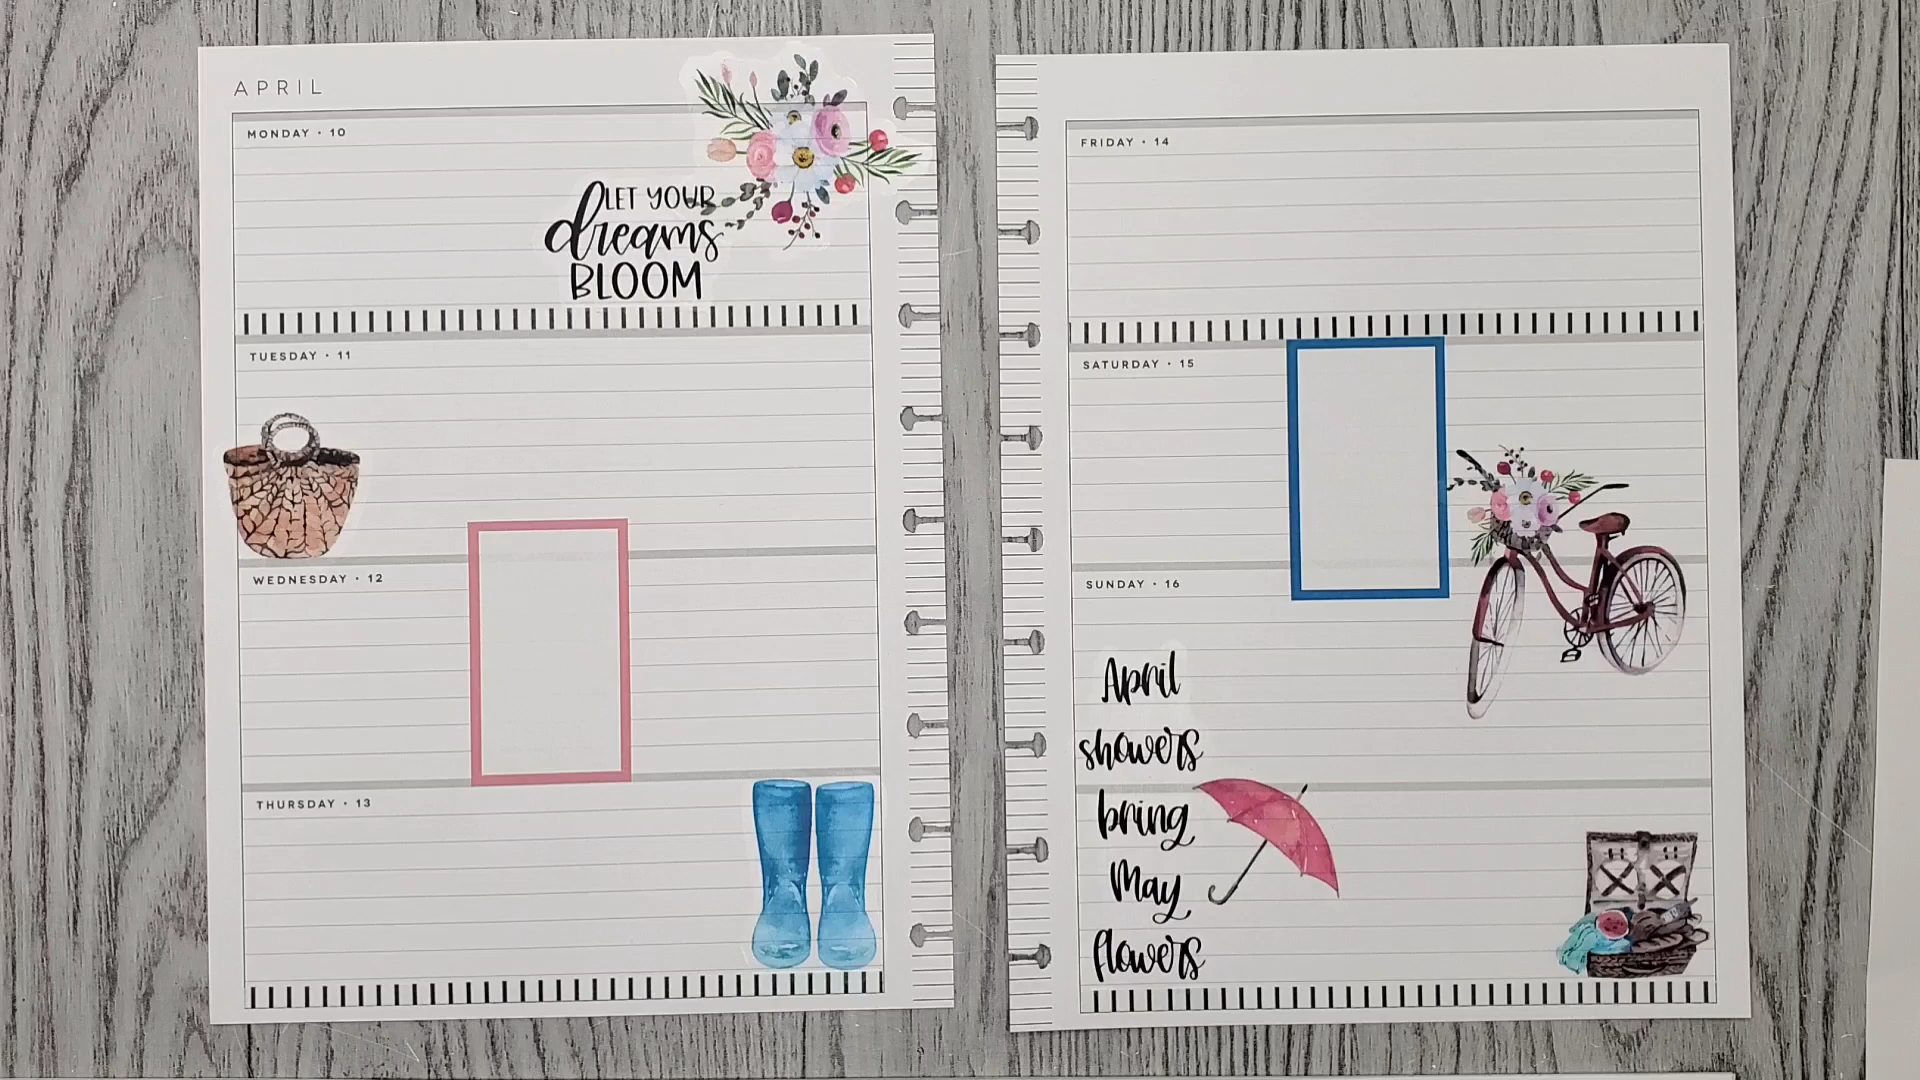 APRIL
MONDAY · 10
LET YOUR
dreams
BLOOM
TUESDAY · 11
WEDNESDAY · 12
THURSDAY · 13
FRIDAY · 14
SATURDAY · 15
SUNDAY · 16
April
showers
bring
May
flowers